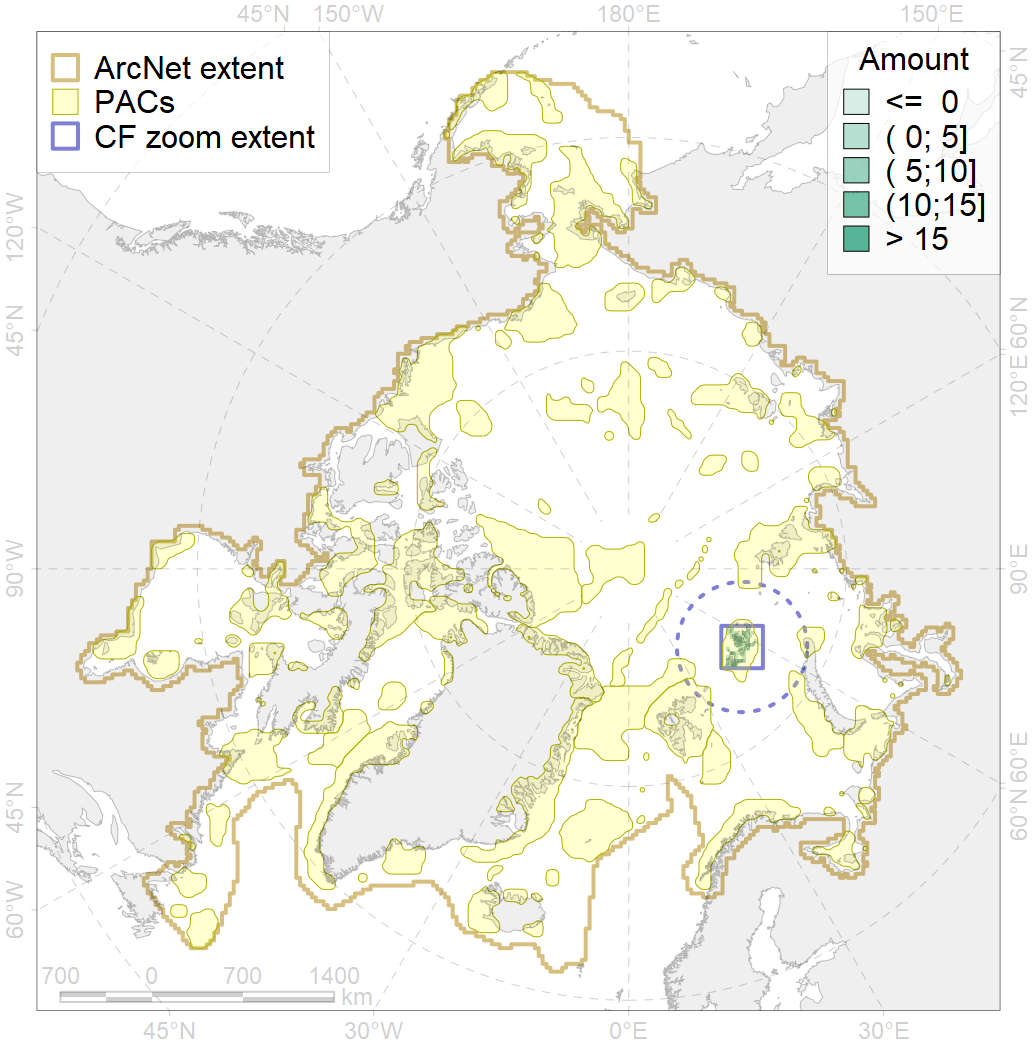 45°N 150°W 180°E 150°E
ArcNet extent
PACs
CF zoom extent
Amount
<= 0
( 0; 5]
( 5;10]
(10;15]
> 15
45°N
120°W
45°N
90°W
45°N
60°W
60°N
120°E
90°E
60°E
60°N
700 0 700 1400
km
45°N 30°W 0°E 30°E